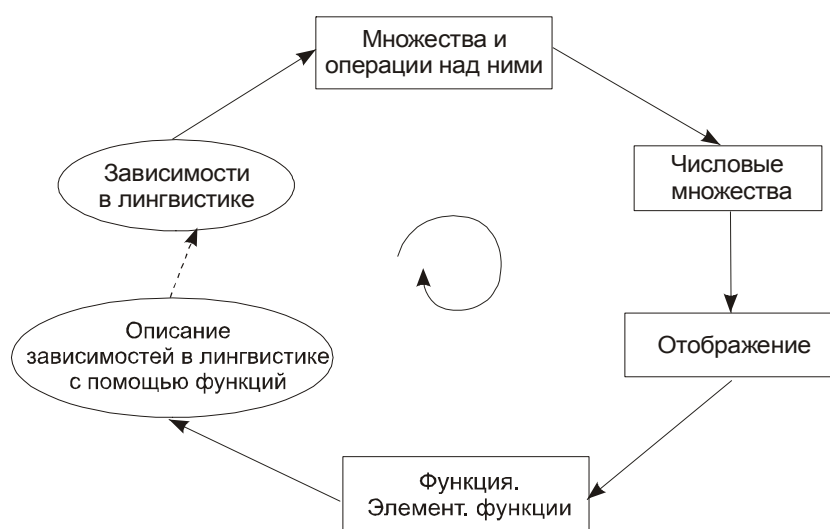 Множества и
операции над ними
Числовые
множества
Отображение
Функция.
Элемент. функции
Описание
зависимостей в лингвистике
с помощью функций
Зависимости
в лингвистике